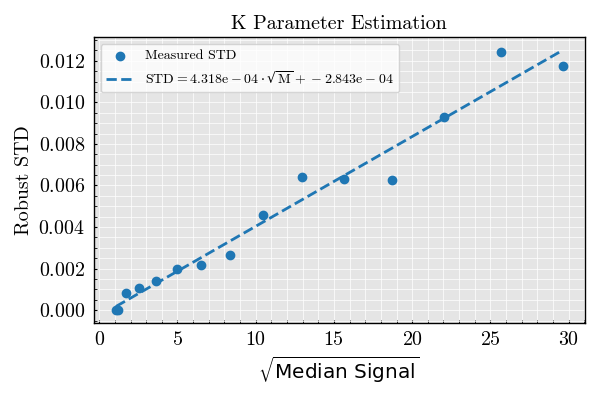 K Parameter Estimation
Measured STD
STD = 4.318e − 04 · √M + −2.843e − 04
Robust STD
0.012
0.010
0.008
0.006
0.004
0.002
0.000
0 5 10 15 20 25 30
√Median Signal